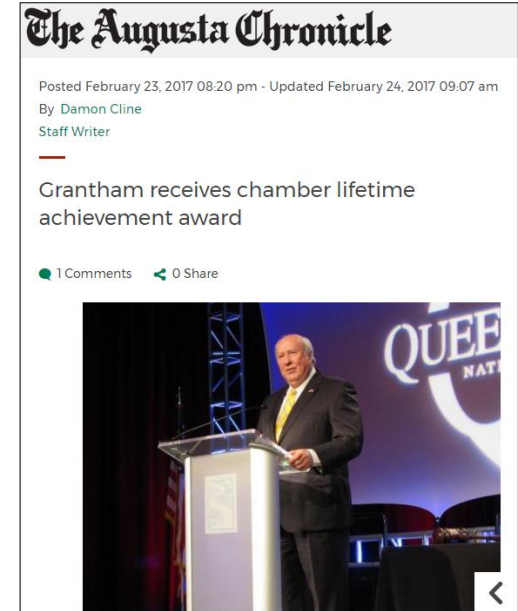 The Augusta Chronicle
Posted February 23, 2017 08:20 pm - Updated February 24, 2017 09:07 am
By Damon Cline
Staff Writer
Grantham receives chamber lifetime
achievement award
1 Comments 0 Share
QUEE
NATI